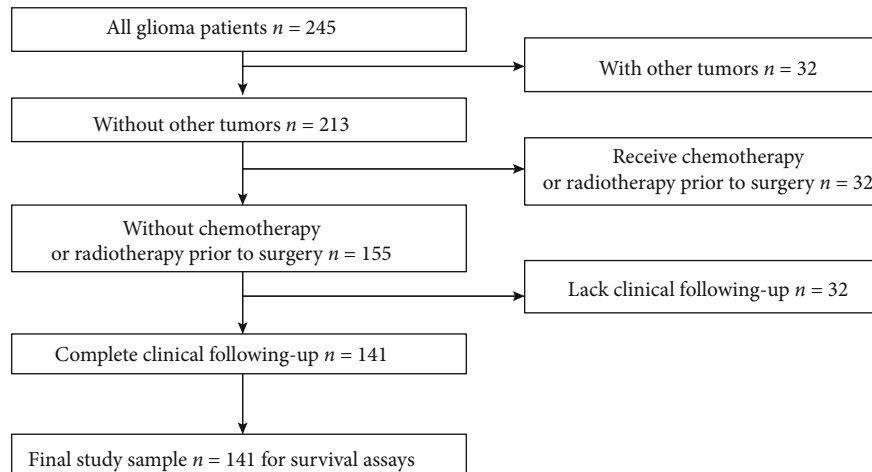 All glioma patients n = 245
With other tumors n = 32
Without other tumors n = 213
Receive chemotherapy
or radiotherapy prior to surgery n = 32
Without chemotherapy
or radiotherapy prior to surgery n = 155
Lack clinical following-up n = 32
Complete clinical following-up n = 141
Final study sample n = 141 for survival assays